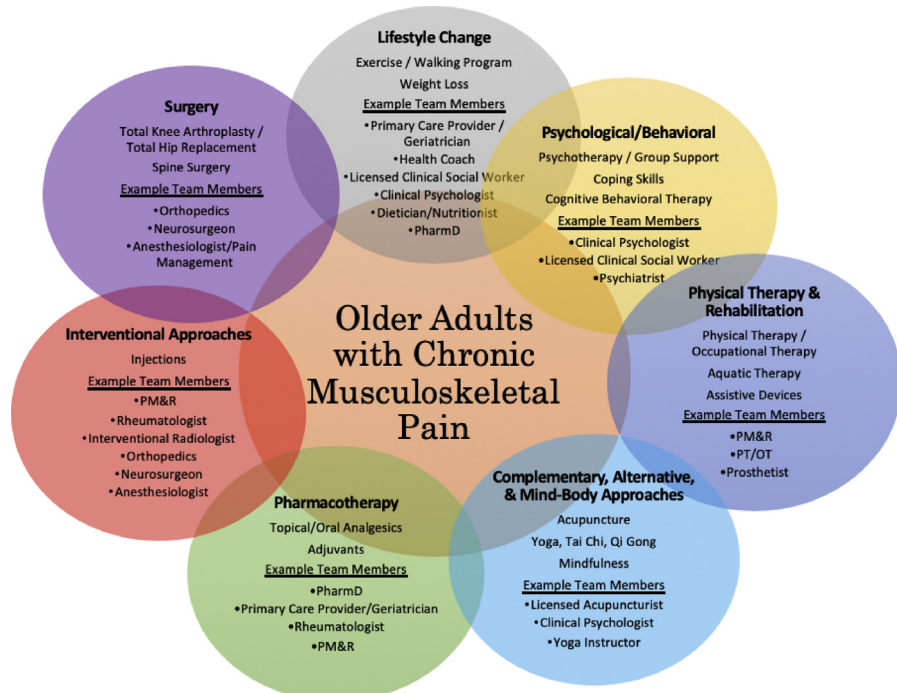 Lifestyle Change
Exercise / Walking Program
Weight Loss
Example Team Members
•Primary Care Provider /
Geriatrician
•Health Coach
•Licensed Clinical Social Worker
•Clinical Psychologist
•Dietician/Nutritionist
•PharmD
Psychological/Behavioral
Psychotherapy / Group Support
Coping Skills
Cognitive Behavioral Therapy
Example Team Members
•Clinical Psychologist
•Licensed Clinical Social Worker
•Psychiatrist
Physical Therapy &
Rehabilitation
Physical Therapy /
Occupational Therapy
Aquatic Therapy
Assistive Devices
Example Team Members
•PM&R
•PT/OT
•Prosthetist
Complementary, Alternative,
& Mind-Body Approaches
Acupuncture
Yoga, Tai Chi, Qi Gong
Mindfulness
Example Team Members
•Licensed Acupuncturist
•Clinical Psychologist
•Yoga Instructor
Pharmacotherapy
Topical/Oral Analgesics
Adjuvants
Example Team Members
•PharmD
•Primary Care Provider/Geriatrician
•Rheumatologist
•PM&R
Interventional Approaches
Injections
Example Team Members
•PM&R
•Rheumatologist
•Interventional Radiologist
•Orthopedics
•Neurosurgeon
•Anesthesiologist
Surgery
Total Knee Arthroplasty /
Total Hip Replacement
Spine Surgery
Example Team Members
•Orthopedics
•Neurosurgeon
•Anesthesiologist/Pain
Management
Older Adults
with Chronic
Musculoskeletal
Pain